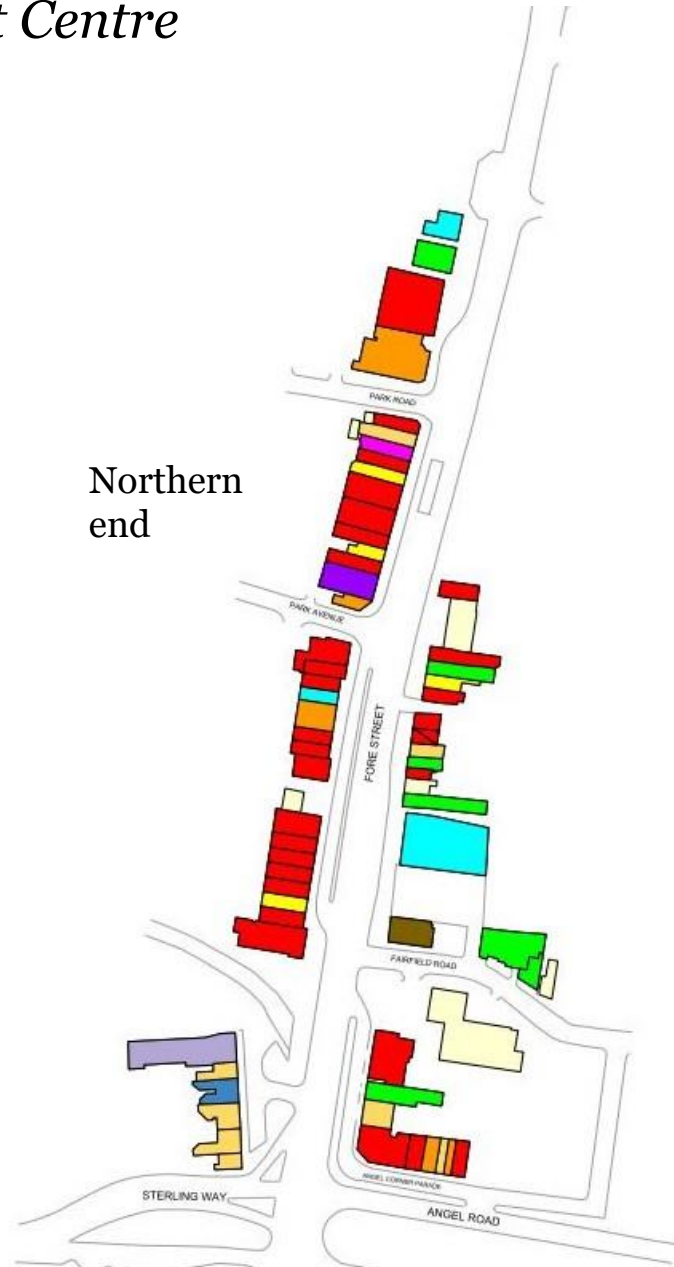 t Centre
PARK ROAD
Northern
end
PARK AVENUE
FORE STREET
FAIRFIELD ROAD
ANGEL CORNER PARADE
STERLING WAY
ANGEL ROAD